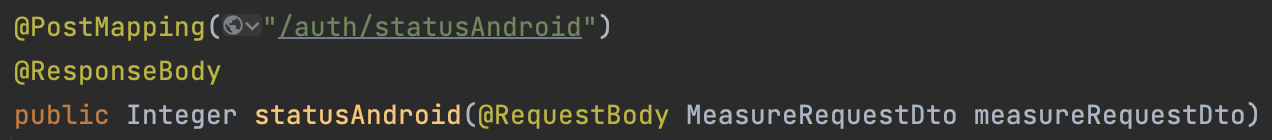 @PostMapping("/auth/statusAndroid")
@ResponseBody
public Integer statusAndroid(@RequestBody MeasureRequestDto measureRequestDto)